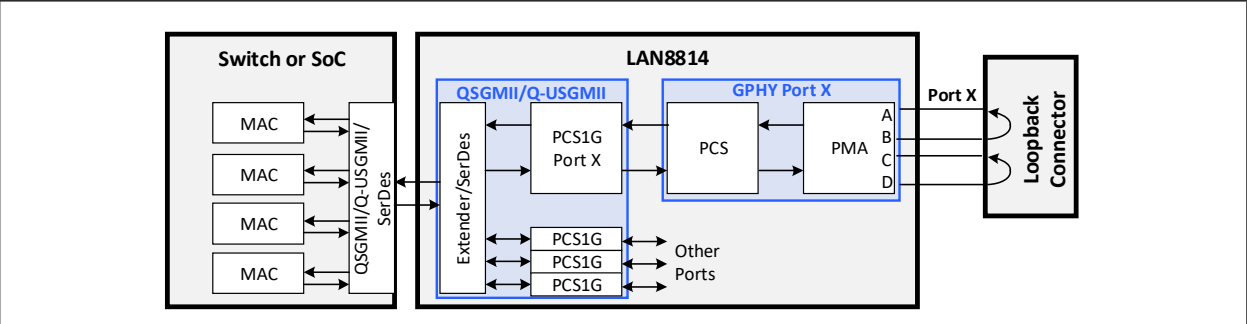 Switch or SoC
MAC
MAC
MAC
MAC
QSGMII/Q-USGMII/
SerDes
LAN8814
QSGMII/Q-USGMII
Extender/SerDes
PCS1G
Port X
PCS1G
PCS1G
PCS1G
Other
Ports
GPHY Port X
PCS
PMA
A
B
C
D
Port X
Loopback
Connector